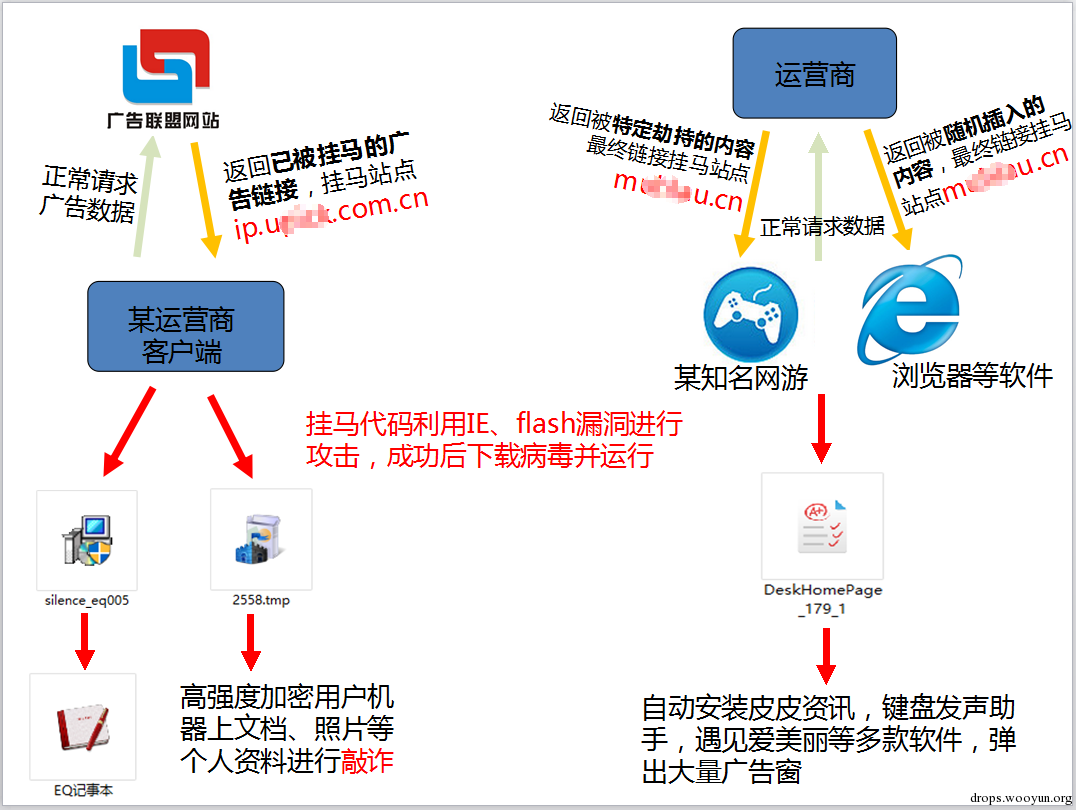 广告联盟网站
正常请求
广告数据
返回已被挂马的广
告链接，挂马站点
ip.u
k.com.cn
某运营商
客户端
挂马代码利用IE、flash漏洞进行
攻击，成功后下载病毒并运行
silence_eq005
2558.tmp
EQ记事本
高强度加密用户机
器上文档、照片等
个人资料进行敲诈
运营商
返回被特定劫持的内容
最终链接挂马站点
mu
u.cn
正常请求数据
返回被随机插入的
内容，最终链接挂马
站点mu
u.cn
某知名网游
浏览器等软件
A+
DeskHomePage
_179_1
自动安装皮皮资讯，键盘发声助
手，遇见爱美丽等多款软件，弹
出大量广告窗
drops.wooyun.org